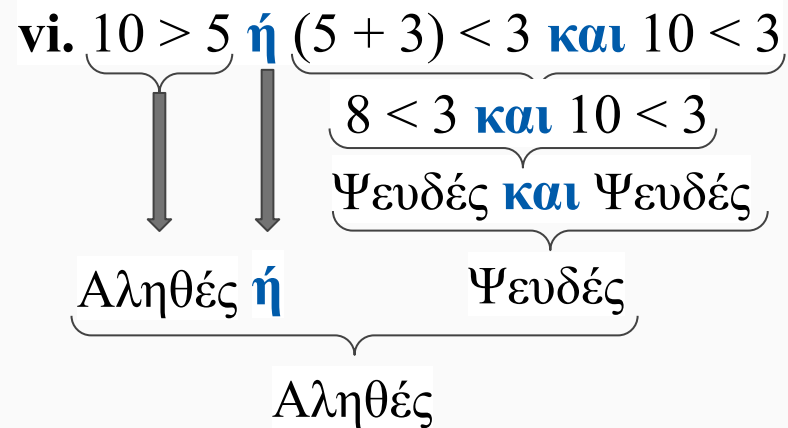 vi. 10 > 5 ή (5 + 3) < 3 και 10 < 3
8 < 3 και 10 < 3
Ψευδές και Ψευδές
Αληθές ή Ψευδές
Αληθές